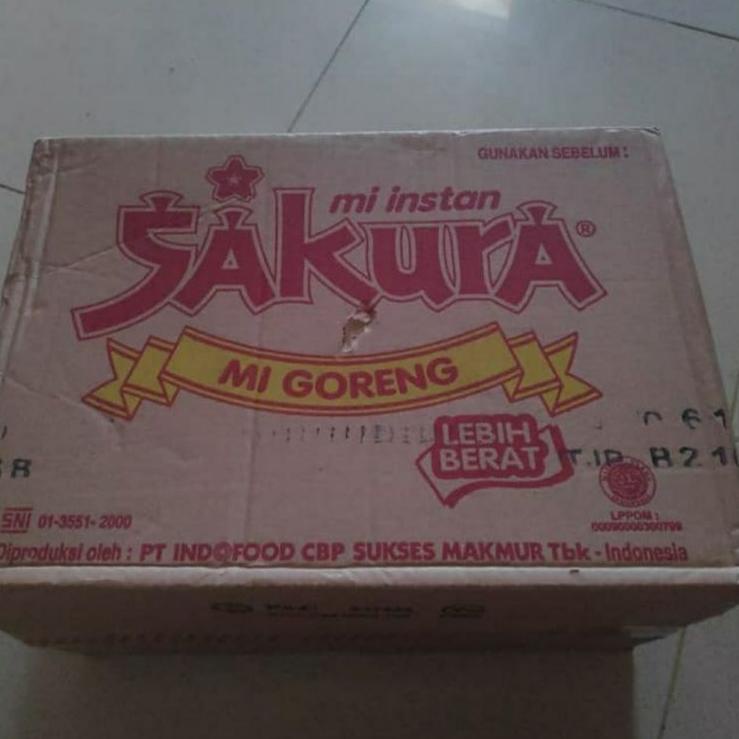 GUNAKAN SEBELUM :
mi instan
SAKURA®
MI GORENG
LEBIH
BERAT
SNI 01-3551-2000
LPPOM :
00090000300799
Diproduksi oleh : PT INDOFOOD CBP SUKSES MAKMUR Tbk - Indonesia